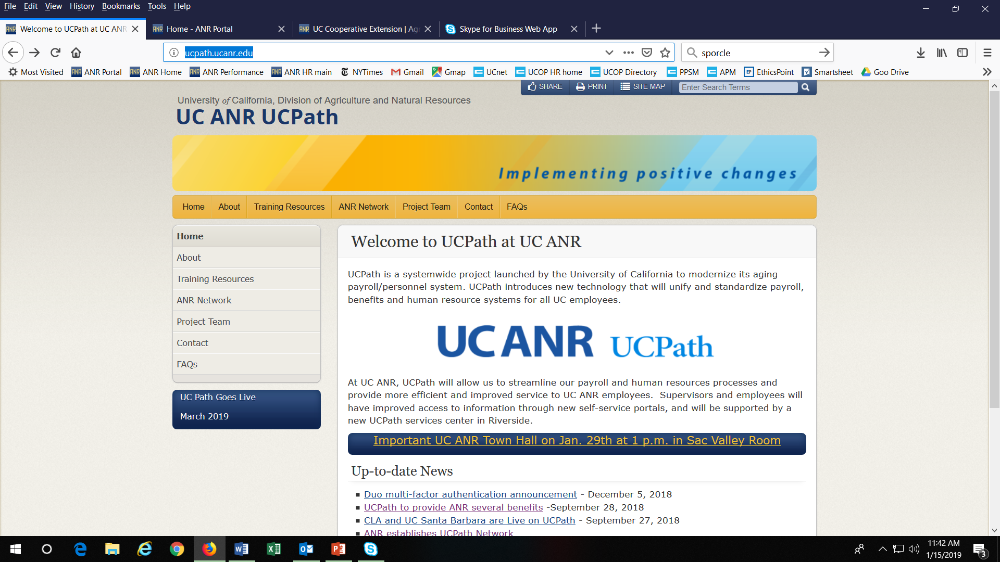 File Edit View History Bookmarks Tools Help
Welcome to UCPath at UC ANR
Home - ANR Portal
UC Cooperative Extension | Agr
Skype for Business Web App
ucpath.ucanr.edu
sporcle
Most Visited ANR Portal ANR Home ANR Performance ANR HR main NYTimes Gmail Gmap UCnet UCOP HR home UCOP Directory PPSM APM EthicsPoint Smartsheet Goo Drive
SHARE PRINT SITE MAP Enter Search Terms
University of California, Division of Agriculture and Natural Resources
UC ANR UCPath
Implementing positive changes
Home About Training Resources ANR Network Project Team Contact FAQs
Home
About
Training Resources
ANR Network
Project Team
Contact
FAQs
UC Path Goes Live
March 2019
Welcome to UCPath at UC ANR
UCPath is a systemwide project launched by the University of California to modernize its aging
payroll/personnel system. UCPath introduces new technology that will unify and standardize payroll,
benefits and human resource systems for all UC employees.
UC ANR UCPath
At UC ANR, UCPath will allow us to streamline our payroll and human resources processes and
provide more efficient and improved service to UC ANR employees.  Supervisors and employees will
have improved access to information through new self-service portals, and will be supported by a
new UCPath services center in Riverside.
Important UC ANR Town Hall on Jan. 29th at 1 p.m. in Sac Valley Room
Up-to-date News
Duo multi-factor authentication announcement - December 5, 2018
UCPath to provide ANR several benefits -September 28, 2018
CLA and UC Santa Barbara are Live on UCPath - September 27, 2018
ANR establishes UCPath Network
11:42 AM
1/15/2019
3